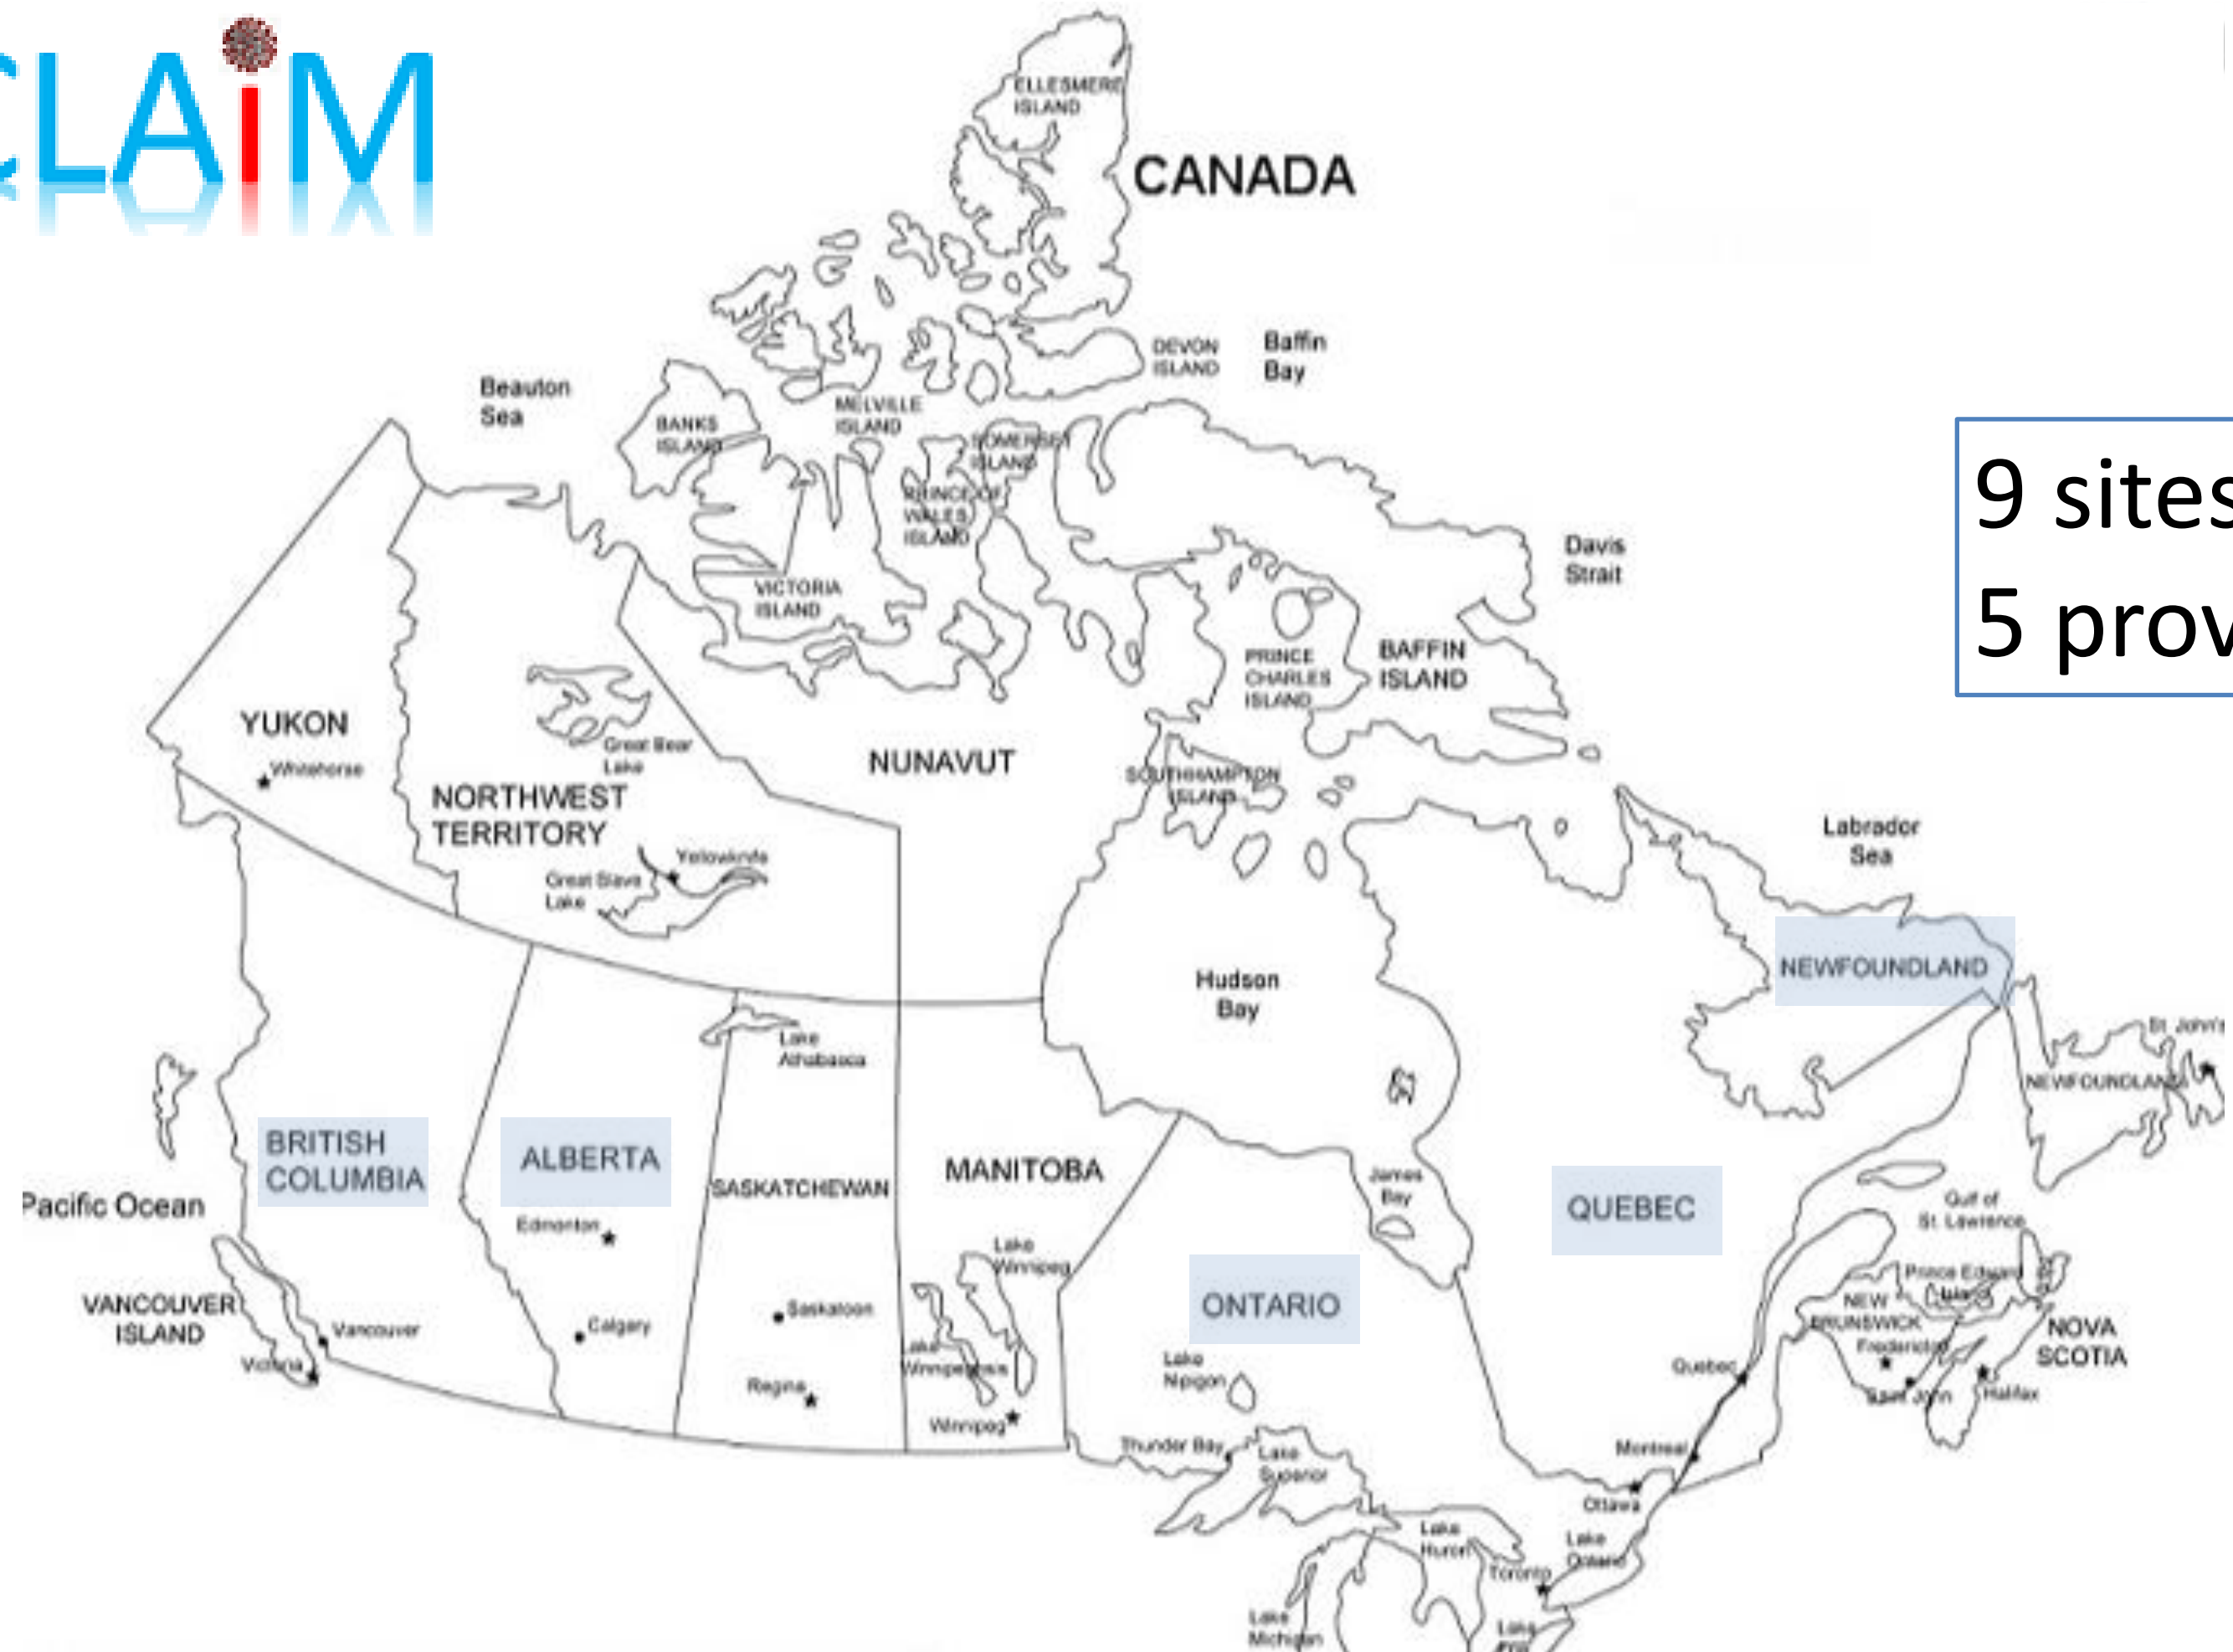 CLAiM
ELLESMERE
ISLAND
CANADA
DEVON
ISLAND
Baffin
Bay
Beauton
Sea
BANKS
ISLAND
MELVILLE
ISLAND
SOMERSET
ISLAND
PRINCE OF
WALES
ISLAND
9 sites
5 prov
Davis
Strait
VICTORIA
ISLAND
PRINCE
CHARLES
ISLAND
BAFFIN
ISLAND
YUKON
Whitehorse
Great Bear
Lake
NUNAVUT
SOUTHHAMPTON
ISLAND
NORTHWEST
TERRITORY
Yellowknife
Great Slave
Lake
Labrador
Sea
NEWFOUNDLAND
Hudson
Bay
Lake
Athabasca
St. John's
NEWFOUNDLAND
BRITISH
COLUMBIA
ALBERTA
SASKATCHEWAN
MANITOBA
James
Bay
QUEBEC
Gulf of
St. Lawrence
Pacific Ocean
Edmonton
Lake
Winnipeg
Prince Edward
Island
ONTARIO
NEW
BRUNSWICK
Fredericton
NOVA
SCOTIA
VANCOUVER
ISLAND
Vancouver
Victoria
Calgary
Saskatoon
Lake
Winnipegosis
Regina
Winnipeg
Lake
Nipigon
Quebec
Saint John
Halifax
Thunder Bay
Lake
Superior
Montreal
Ottawa
Lake
Huron
Lake
Ontario
Toronto
Lake
Michigan
Lake
Erie